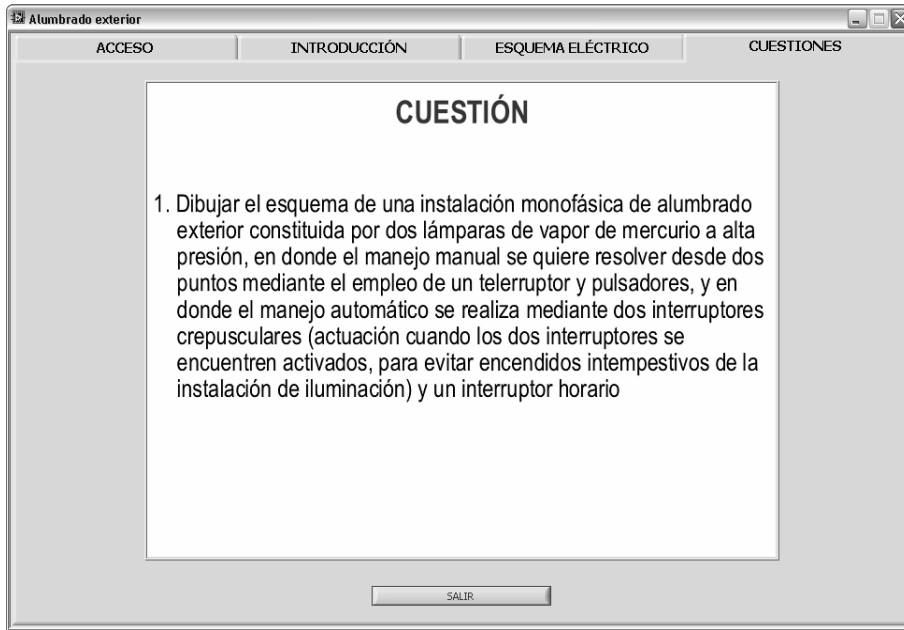 Alumbrado exterior
ACCESO
INTRODUCCIÓN
ESQUEMA ELÉCTRICO
CUESTIONES
CUESTIÓN
1. Dibujar el esquema de una instalación monofásica de alumbrado
exterior constituida por dos lámparas de vapor de mercurio a alta
presión, en donde el manejo manual se quiere resolver desde dos
puntos mediante el empleo de un telerruptor y pulsadores, y en
donde el manejo automático se realiza mediante dos interruptores
crepusculares (actuación cuando los dos interruptores se
encuentren activados, para evitar encendidos intempestivos de la
instalación de iluminación) y un interruptor horario
SALIR